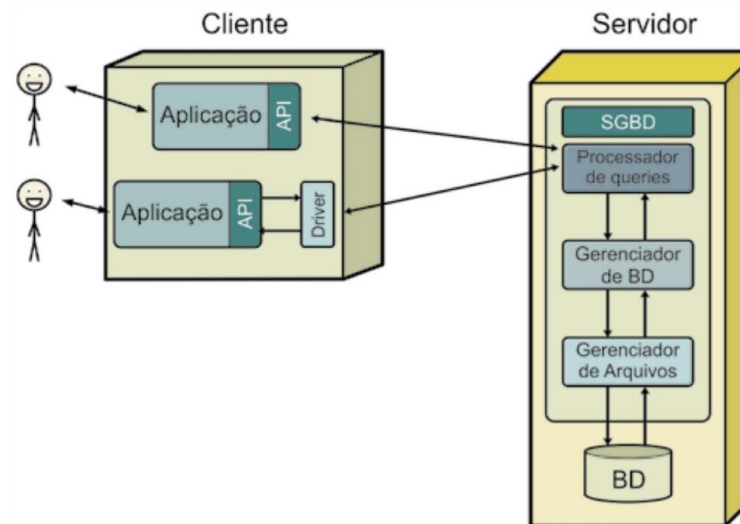 Cliente
Servidor
Aplicação
API
Aplicação
API
Driver
SGBD
Processador
de queries
Gerenciador
de BD
Gerenciador
de Arquivos
BD